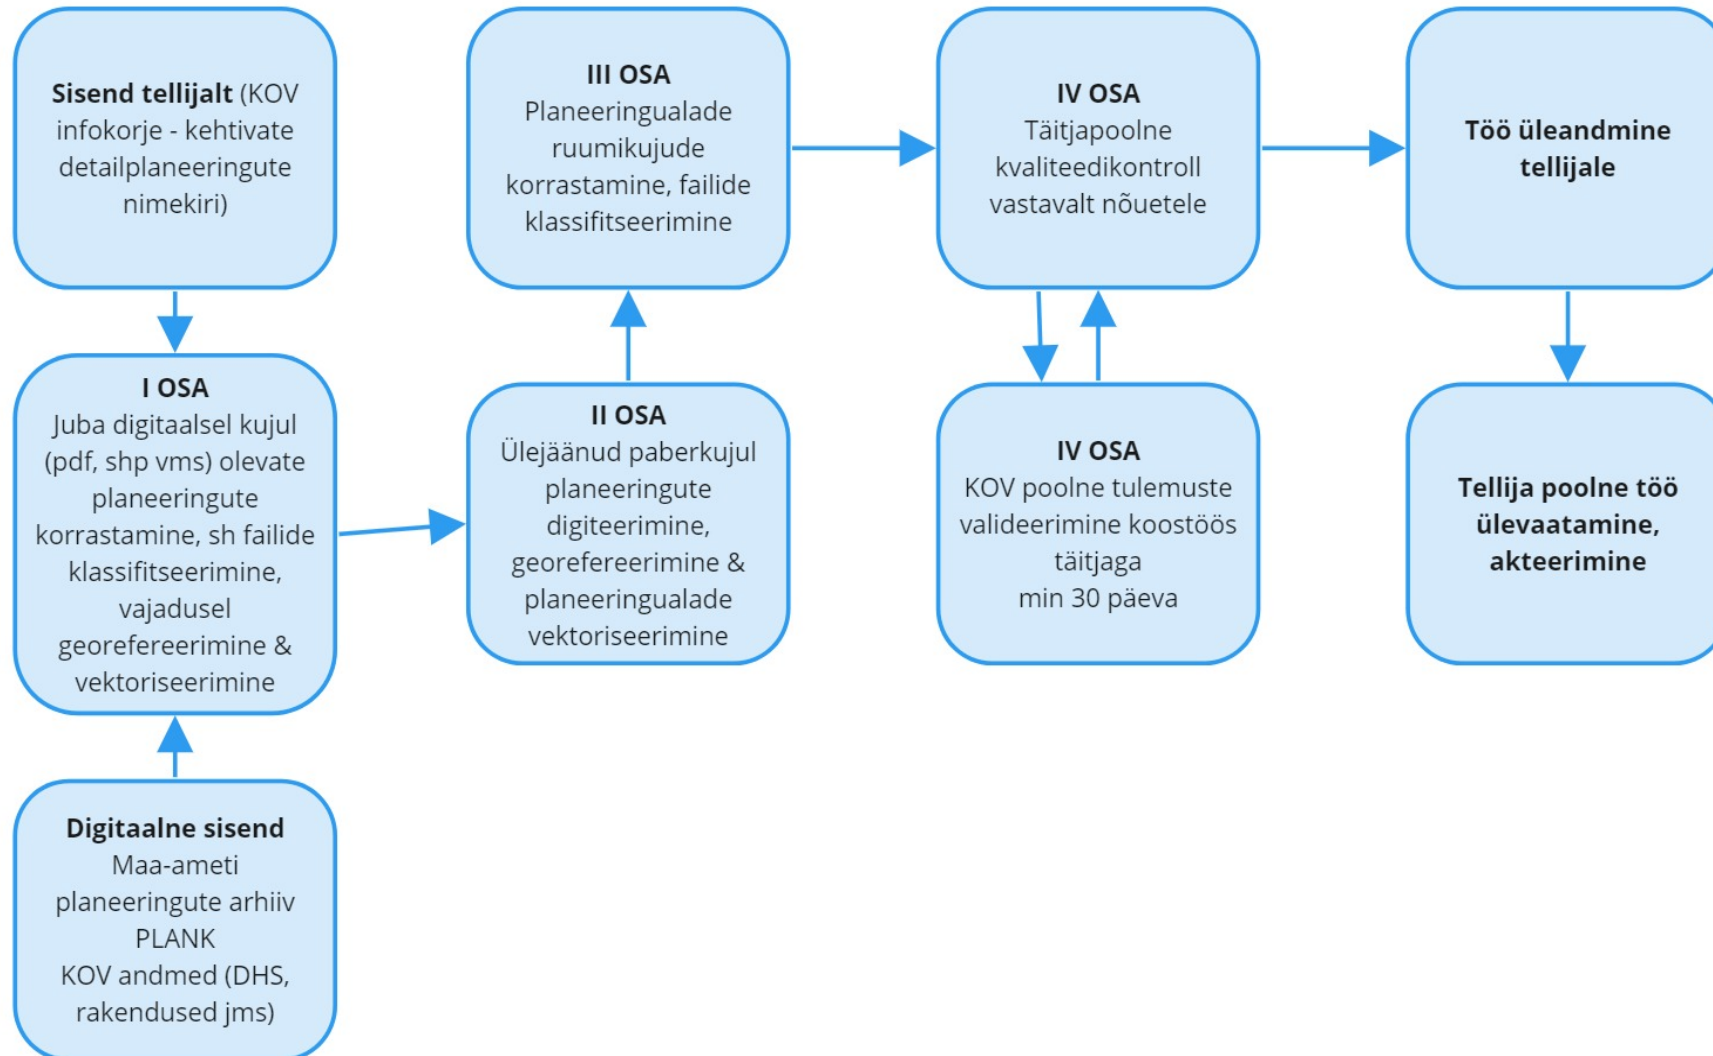 Sisend tellijalt (KOV
infokorje - kehtivate
detailplaneeringute
nimekiri)
I OSA
Juba digitaalsel kujul
(pdf, shp vms) olevate
planeeringute
korrastamine, sh failide
klassifitseerimine,
vajadusel
georefereerimine &
vektoriseerimine
Digitaalne sisend
Maa-ameti
planeeringute arhiiv
PLANK
KOV andmed (DHS,
rakendused jms)
II OSA
Ülejäänud paberkujul
planeeringute
digiteerimine,
georefereerimine &
planeeringualade
vektoriseerimine
III OSA
Planeeringualade
ruumikujude
korrastamine, failide
klassifitseerimine
IV OSA
Täitjapoolne
kvaliteedikontroll
vastavalt nõuetele
IV OSA
KOV poolne tulemuste
valideerimine koostöös
täitjaga
min 30 päeva
Töö üleandmine
tellijale
Tellija poolne töö
ülevaatamine,
akteerimine